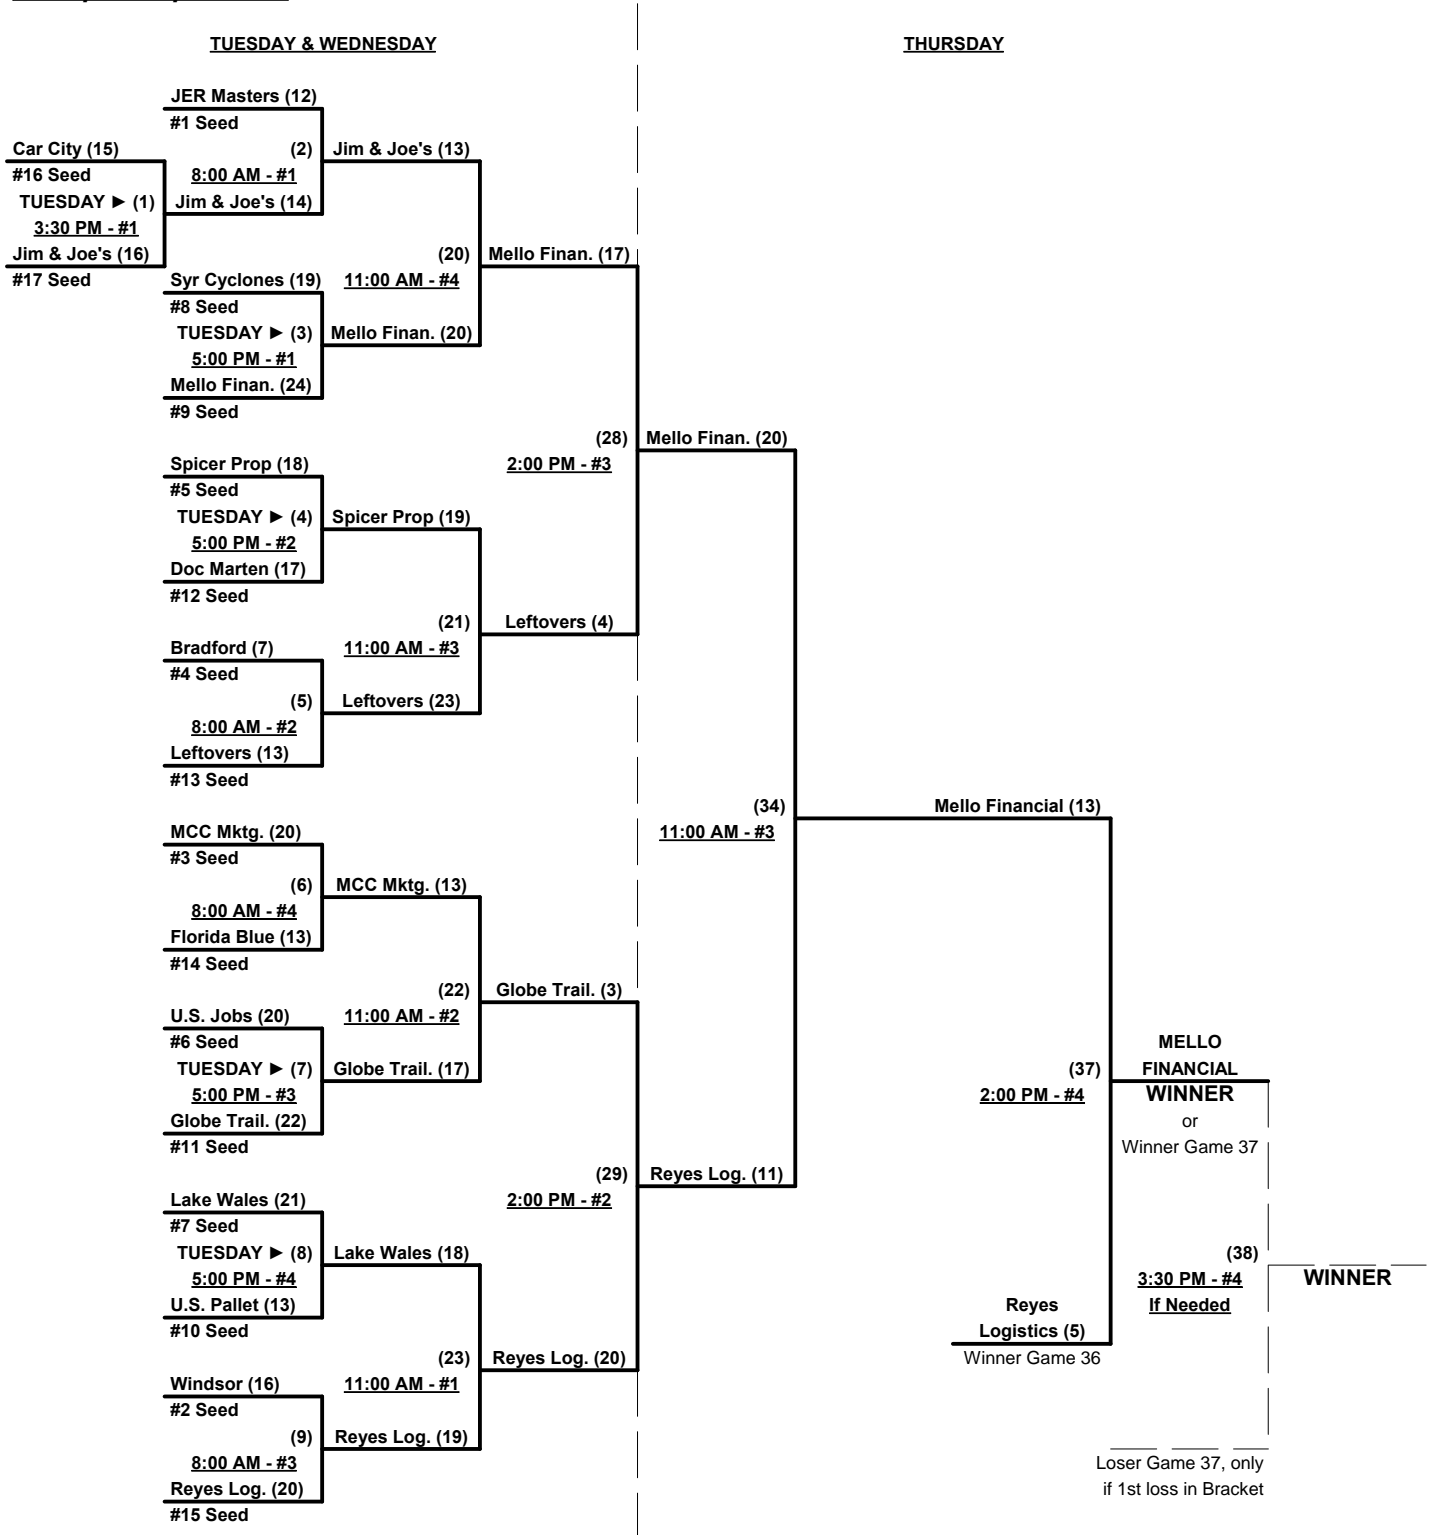 TUESDAY & WEDNESDAY
THURSDAY
JER Masters (12)
#1 Seed
Car City (15)
(2)
Jim & Joe's (13)
#16 Seed
8:00 AM - #1
TUESDAY ► (1)
Jim & Joe's (14)
3:30 PM - #1
Jim & Joe's (16)
(20)
Mello Finan. (17)
#17 Seed
Syr Cyclones (19)
11:00 AM - #4
#8 Seed
TUESDAY ► (3)
Mello Finan. (20)
5:00 PM - #1
Mello Finan. (24)
#9 Seed
(28)
Mello Finan. (20)
Spicer Prop (18)
2:00 PM - #3
#5 Seed
TUESDAY ► (4)
Spicer Prop (19)
5:00 PM - #2
Doc Marten (17)
#12 Seed
(21)
Leftovers (4)
Bradford (7)
11:00 AM - #3
#4 Seed
(5)
Leftovers (23)
8:00 AM - #2
Leftovers (13)
#13 Seed
(34)
Mello Financial (13)
MCC Mktg. (20)
11:00 AM - #3
#3 Seed
(6)
MCC Mktg. (13)
8:00 AM - #4
Florida Blue (13)
#14 Seed
(22)
Globe Trail. (3)
U.S. Jobs (20)
11:00 AM - #2
#6 Seed
MELLO
TUESDAY ► (7)
Globe Trail. (17)
(37)
FINANCIAL
5:00 PM - #3
2:00 PM - #4
WINNER
Globe Trail. (22)
or
#11 Seed
Winner Game 37
(29)
Reyes Log. (11)
Lake Wales (21)
2:00 PM - #2
#7 Seed
TUESDAY ► (8)
Lake Wales (18)
(38)
5:00 PM - #4
3:30 PM - #4
WINNER
U.S. Pallet (13)
Reyes
If Needed
#10 Seed
Logistics (5)
(23)
Reyes Log. (20)
Winner Game 36
Windsor (16)
11:00 AM - #1
#2 Seed
(9)
Reyes Log. (19)
8:00 AM - #3
Loser Game 37, only
Reyes Log. (20)
if 1st loss in Bracket
#15 Seed